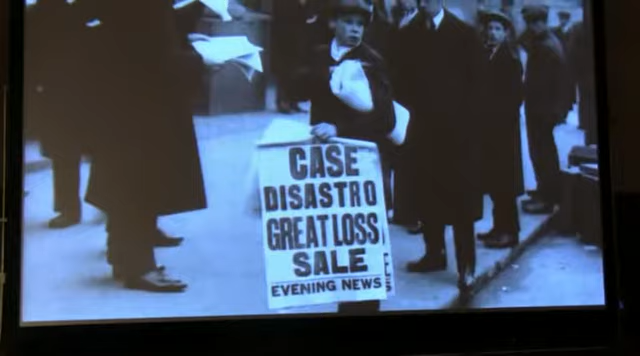 CASE
DISASTRO
GREAT LOSS
SALE
EVENING NEWS